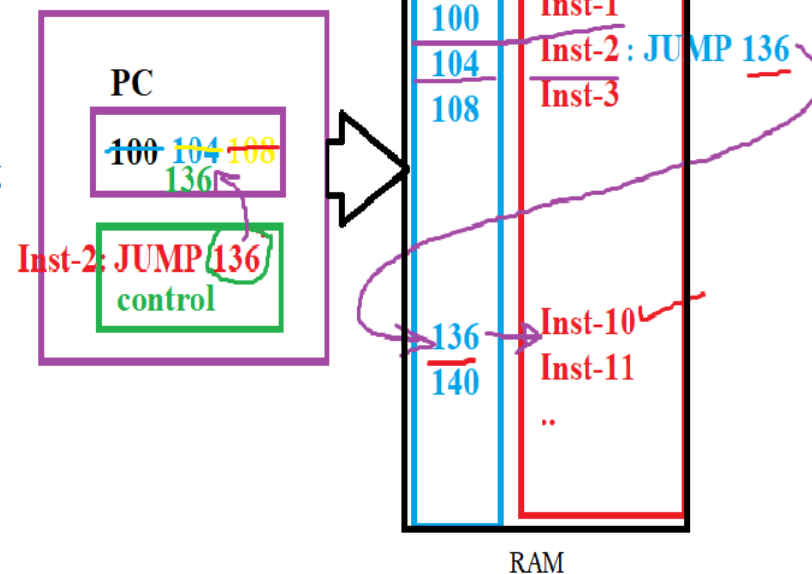 PC
100 104 108
136
Inst-2: JUMP 136
control
100 Inst-1
104 Inst-2 : JUMP 136
108 Inst-3
136 Inst-10
140 Inst-11
..
RAM